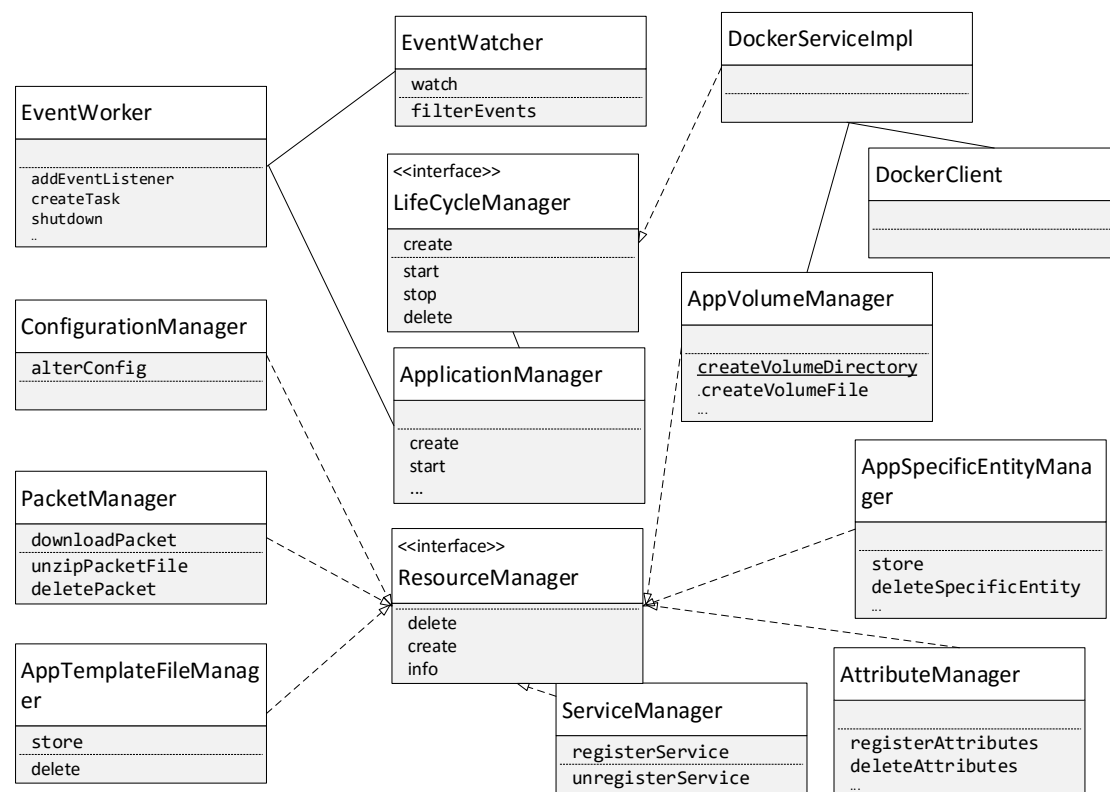 EventWatcher
watch
filterEvents
DockerServiceImpl
EventWorker
addEventListener
createTask
shutdown
..
<<interface>>
LifeCycleManager
create
start
stop
delete
DockerClient
ConfigurationManager
alterConfig
AppVolumeManager
createVolumeDirectory
.createVolumeFile
...
ApplicationManager
create
start
...
PacketManager
downloadPacket
unzipPacketFile
deletePacket
AppSpecificEntityMana
ger
store
deleteSpecificEntity
...
<<interface>>
ResourceManager
delete
create
info
AppTemplateFileManag
er
store
delete
AttributeManager
registerAttributes
deleteAttributes
...
ServiceManager
registerService
unregisterService